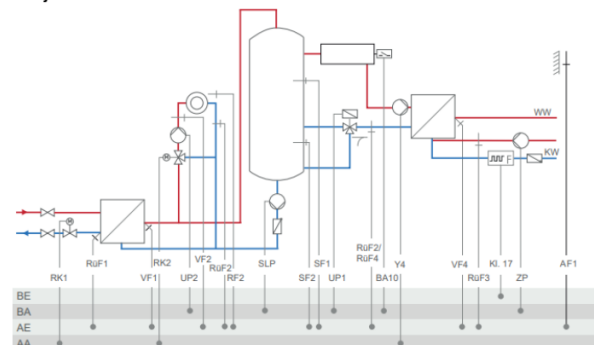 WW
KW
F
M
M
RK1
RüF1
VF1
RK2
UP2
VF2
RüF2
RF2
SLP
SF2
SF1
UP1
RüF2/
RüF4
BA10
Y4
VF4
RüF3
Kl. 17
ZP
AF1
BE
BA
AE
AA